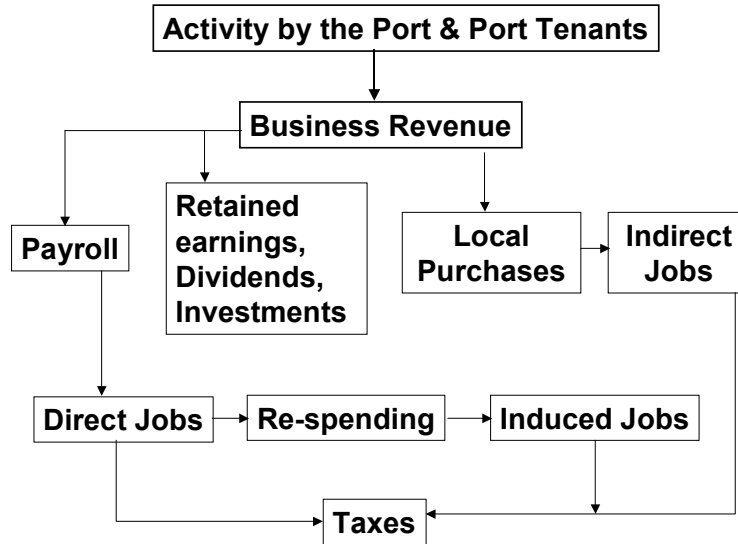 Activity by the Port & Port Tenants
Business Revenue
Payroll
Retained
earnings,
Dividends,
Investments
Local
Purchases
Indirect
Jobs
Direct Jobs
Re-spending
Induced Jobs
Taxes